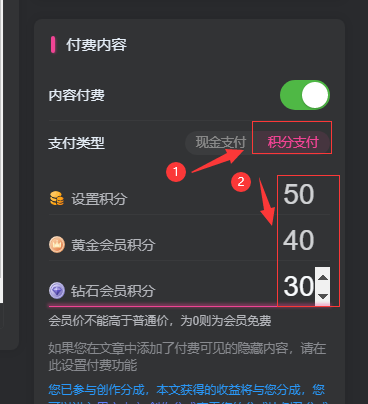 付费内容
内容付费
支付类型 现金支付 积分支付
1
2
设置积分 50
黄金会员积分 40
钻石会员积分 30
会员价不能高于普通价，为0则为会员免费
如果您在文章中添加了付费可见的隐藏内容，请在
此设置付费功能
您已参与创作分成，本文获得的收益将与您分成，您